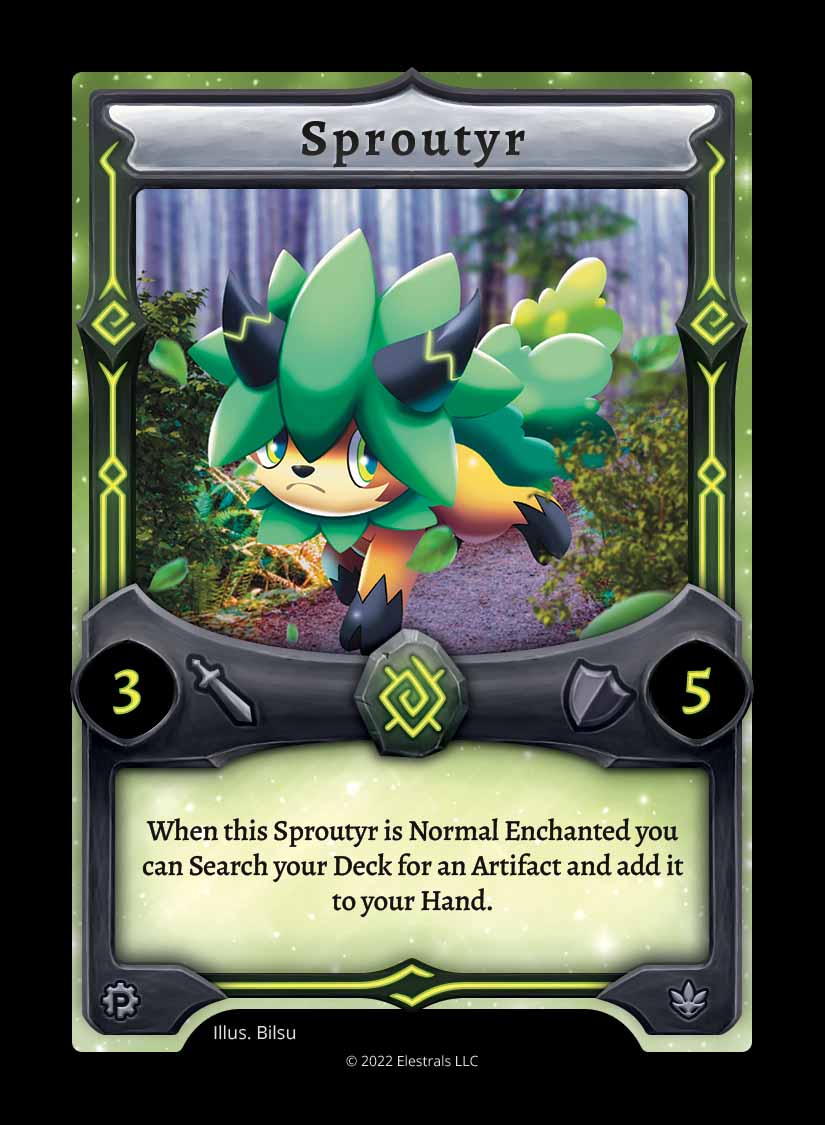 Sproutyr
3
5
When this Sproutyr is Normal Enchanted you
can Search your Deck for an Artifact and add it
to your Hand.
P
Illus. Bilsu
© 2022 Elestrals LLC